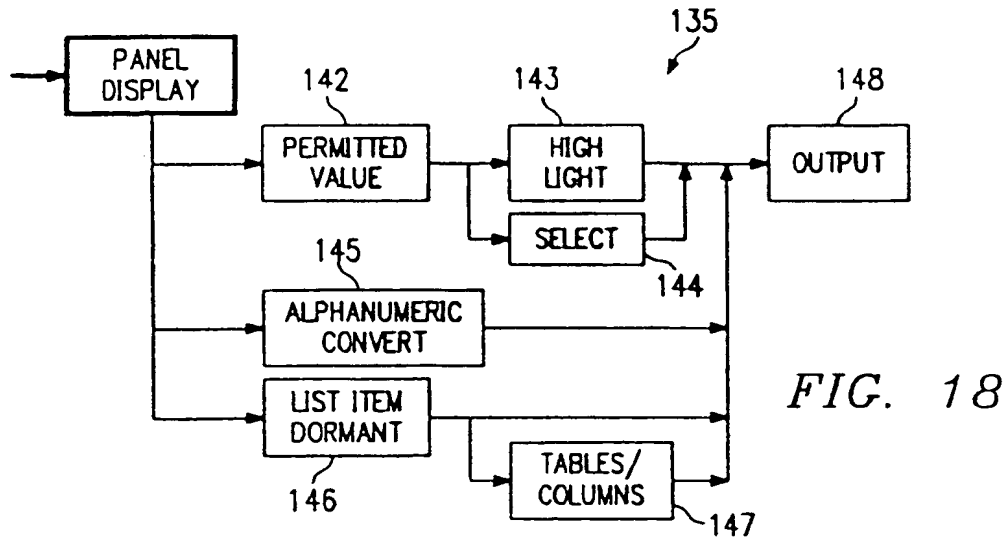 135
PANEL
DISPLAY
142
143
148
PERMITTED
VALUE
HIGH
LIGHT
OUTPUT
SELECT
144
145
ALPHANUMERIC
CONVERT
LIST ITEM
DORMANT
146
TABLES/
COLUMNS
147
FIG. 18